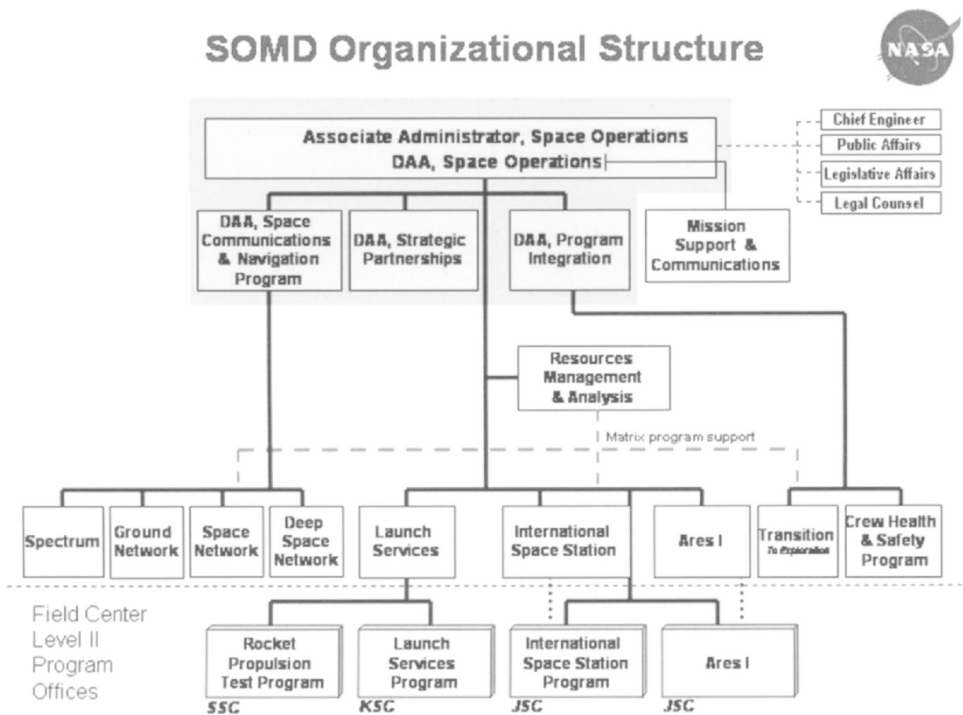 SOMD Organizational Structure
NASA
Associate Administrator, Space Operations
DAA, Space Operations
Chief Engineer
Public Affairs
Legislative Affairs
Legal Counsel
DAA, Space
Communications
& Navigation
Program
DAA, Strategic
Partnerships
DAA, Program
Integration
Mission
Support &
Communications
Resources
Management
& Analysis
Matrix program support
Spectrum
Ground
Network
Space
Network
Deep
Space
Network
Launch
Services
International
Space Station
Ares I
Transition
To Exploration
Crew Health
& Safety
Program
Field Center
Level II
Program
Offices
Rocket
Propulsion
Test Program
SSC
Launch
Services
Program
KSC
International
Space Station
Program
JSC
Ares I
JSC